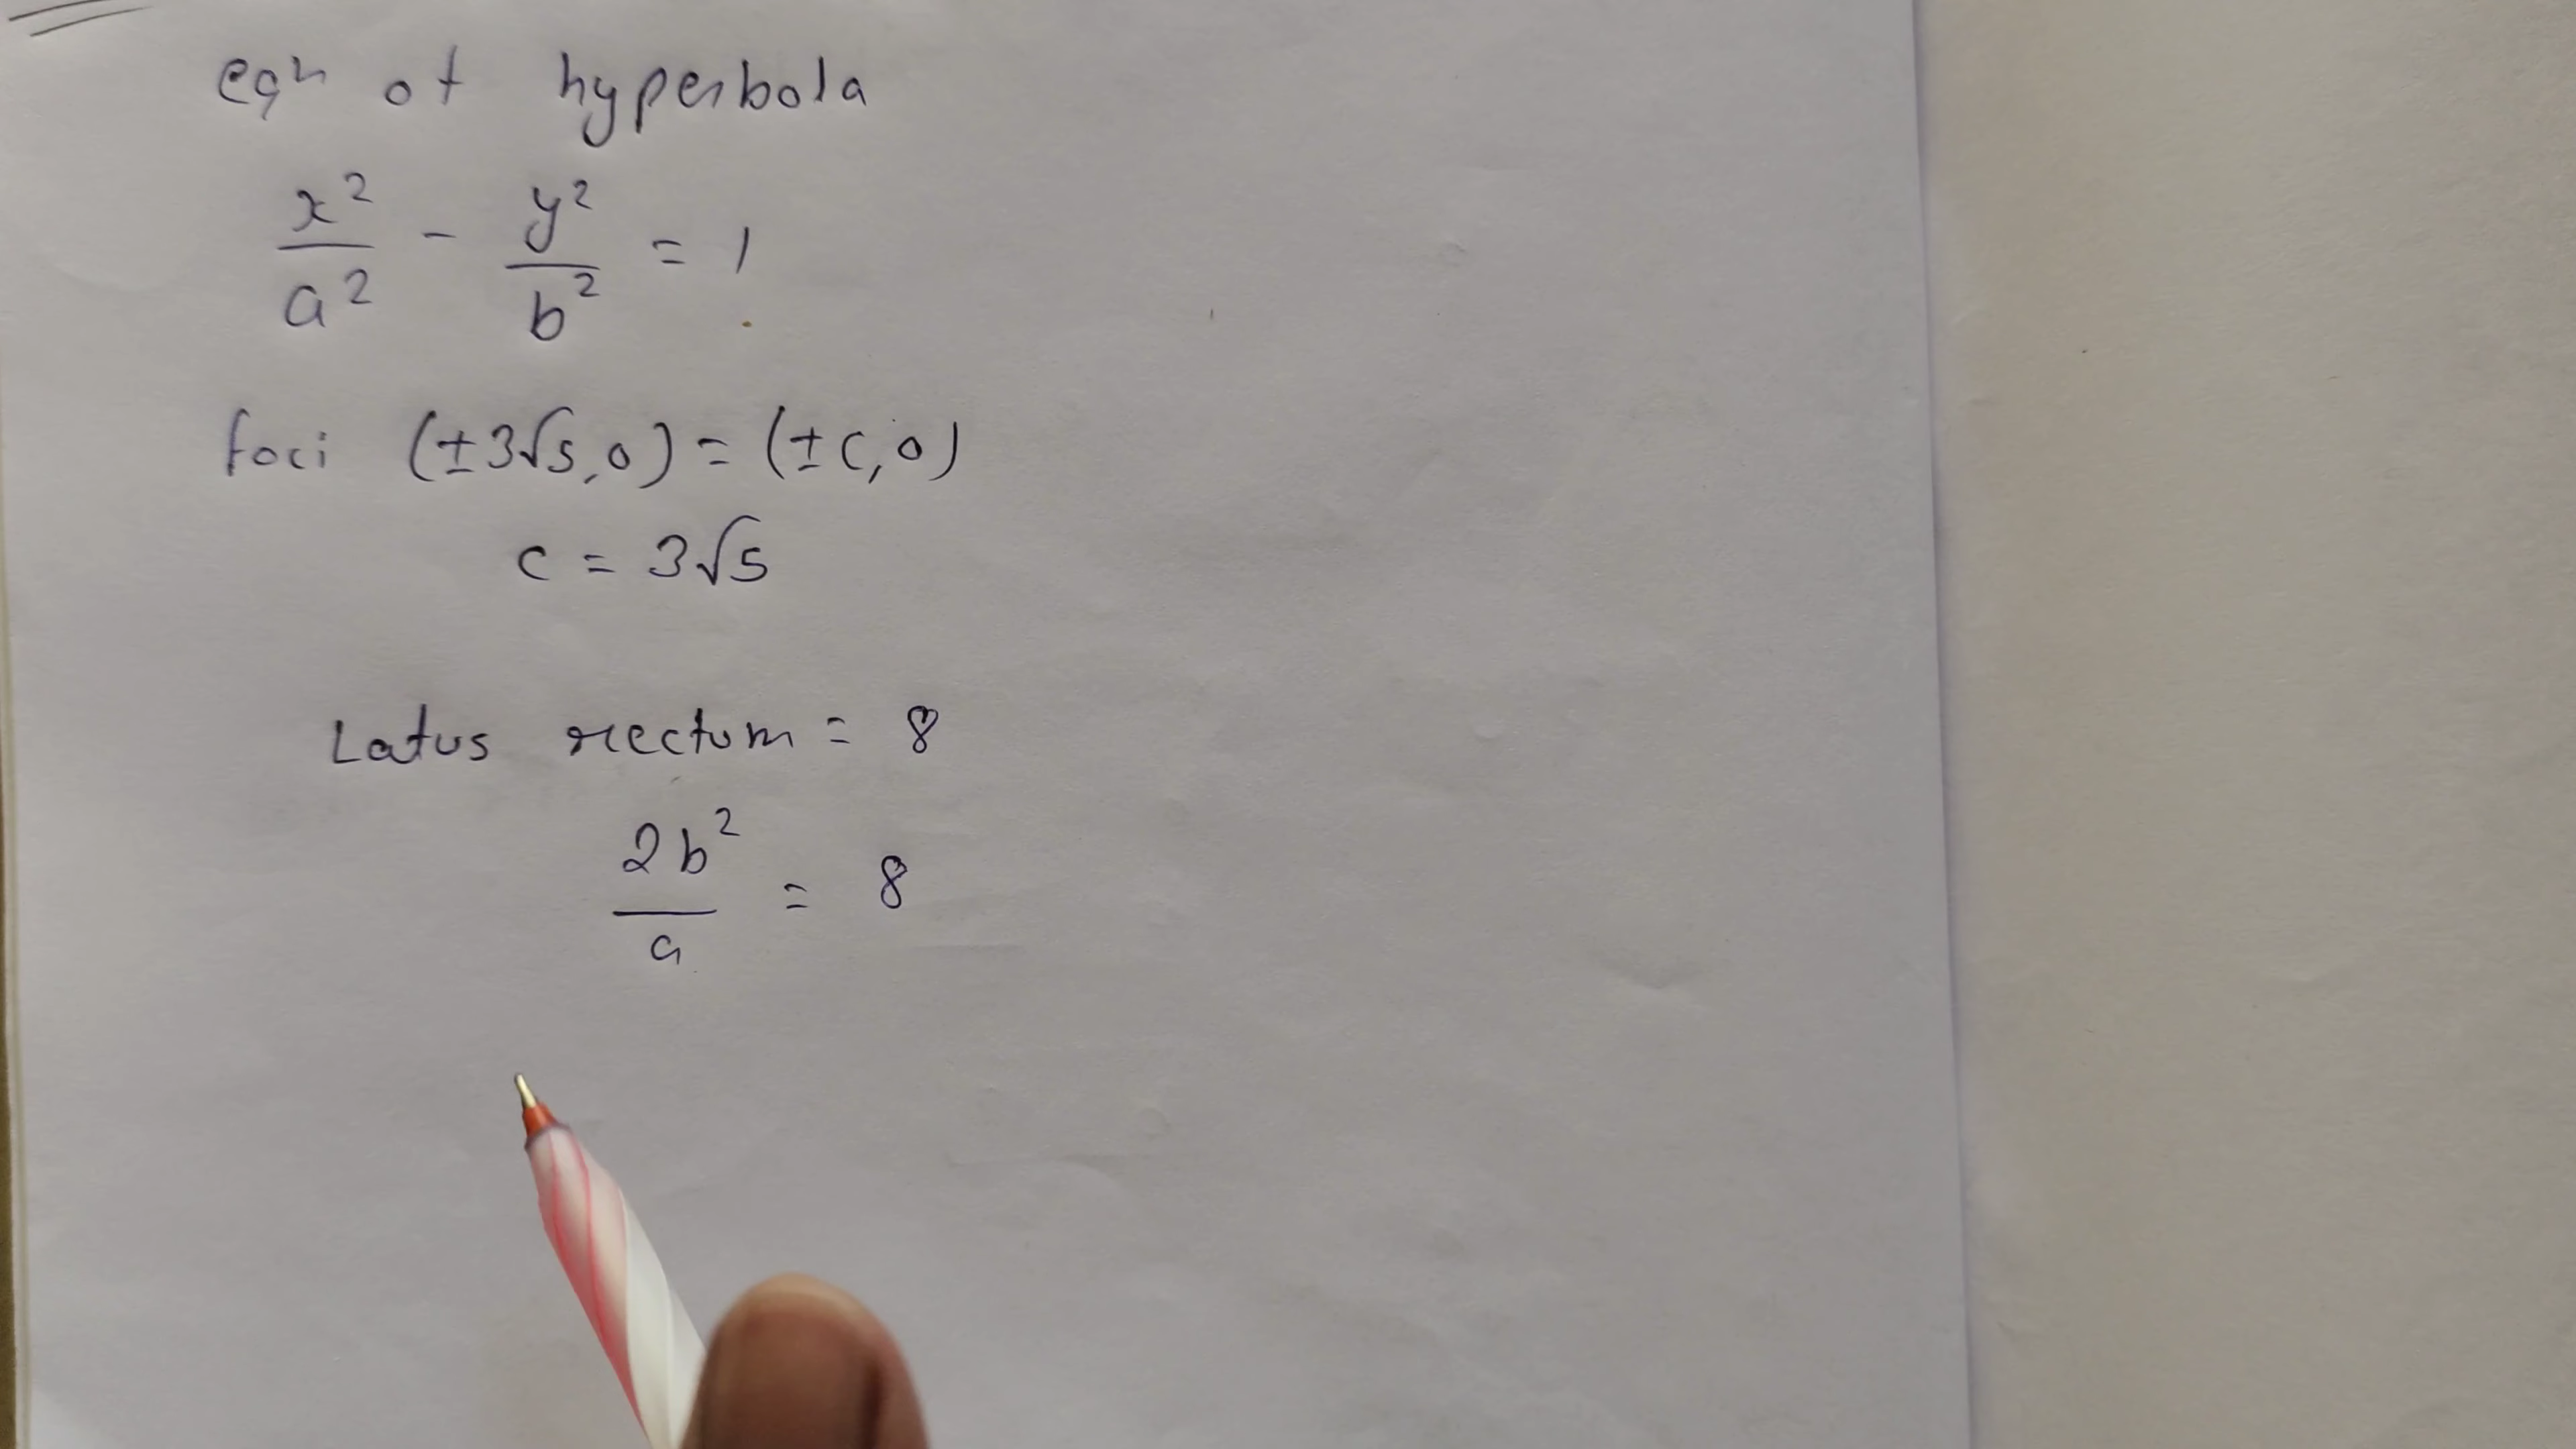 eqn of hyperbola
x²/a² - y²/b² = 1
foci (±3√5,0) = (±c,0)
c = 3√5
Latus rectum = 8
2b²/a = 8